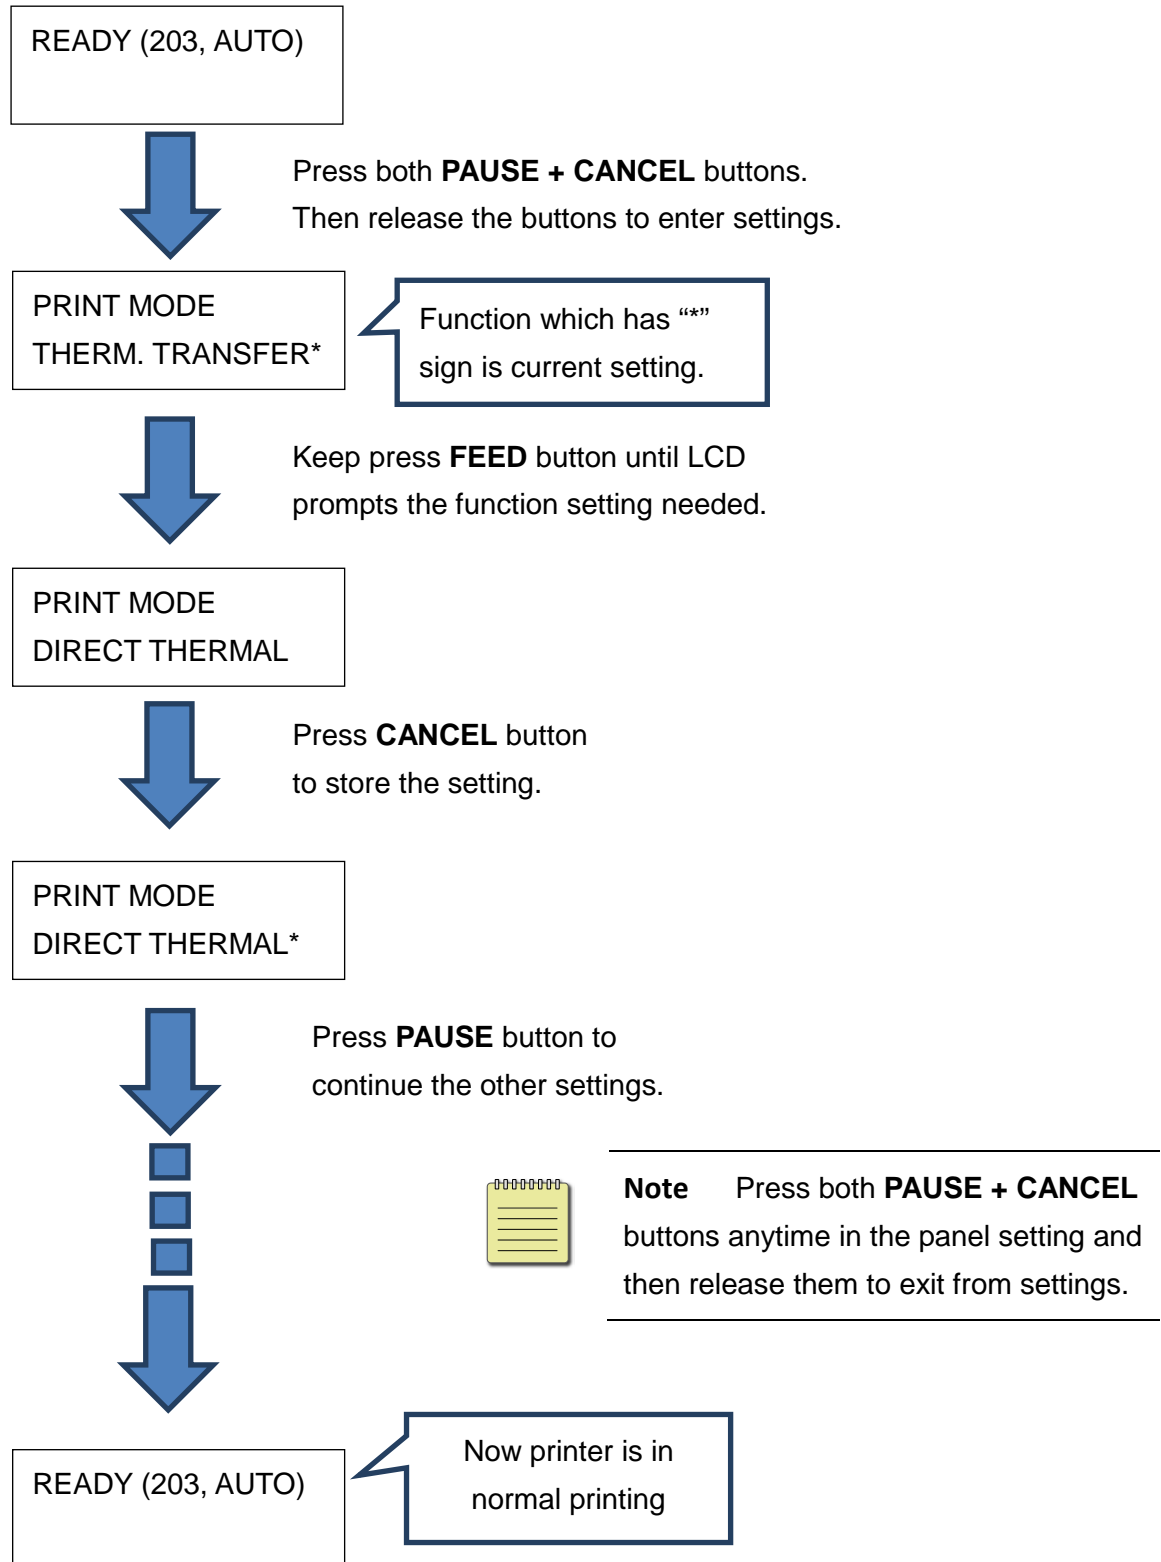 READY (203, AUTO)
Press both PAUSE + CANCEL buttons.
Then release the buttons to enter settings.
PRINT MODE
THERM. TRANSFER*
Function which has “*”
sign is current setting.
Keep press FEED button until LCD
prompts the function setting needed.
PRINT MODE
DIRECT THERMAL
Press CANCEL button
to store the setting.
PRINT MODE
DIRECT THERMAL*
Press PAUSE button to
continue the other settings.
Note Press both PAUSE + CANCEL
buttons anytime in the panel setting and
then release them to exit from settings.
Now printer is in
normal printing
READY (203, AUTO)